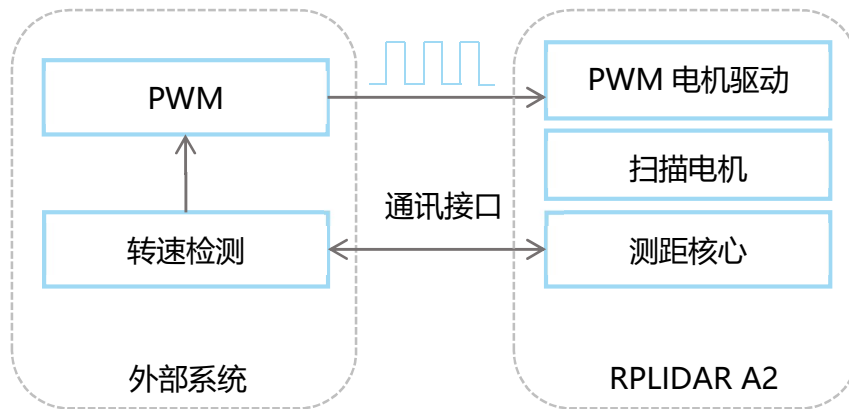 PWM
PWM 电机驱动
扫描电机
通讯接口
转速检测
测距核心
外部系统
RPLIDAR A2